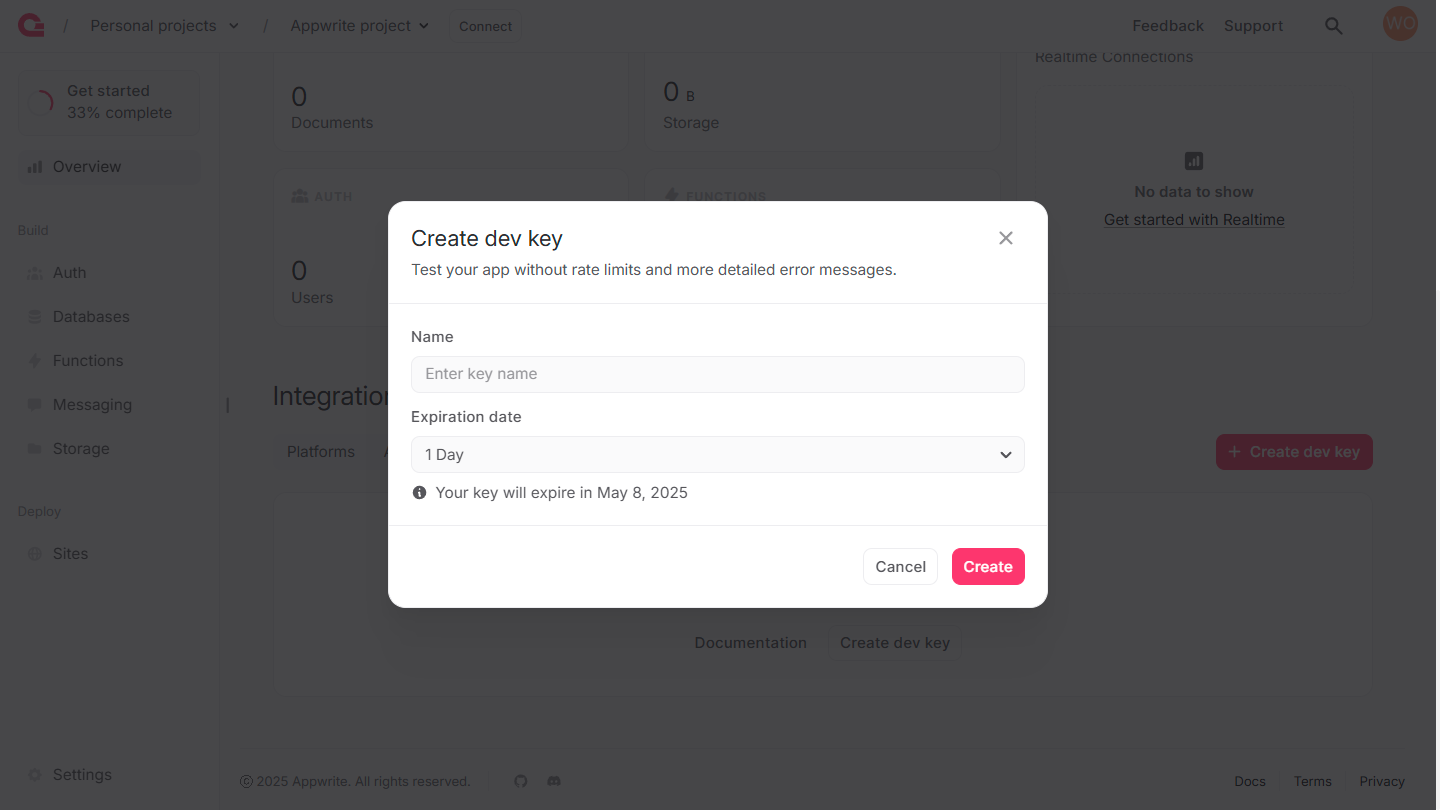 / Personal projects / Appwrite project Connect Feedback Support WO
Get started
33% complete
Overview
Build
Auth
Databases
Functions
Messaging
Storage
Deploy
Sites
Settings
0
Documents
0 B
Storage
Realtime Connections
No data to show
Get started with Realtime
AUTH
FUNCTIONS
0
Users
Create dev key
Test your app without rate limits and more detailed error messages.
Name
Enter key name
Expiration date
1 Day
Your key will expire in May 8, 2025
Cancel Create
Platforms
+ Create dev key
Documentation Create dev key
© 2025 Appwrite. All rights reserved.
Docs Terms Privacy